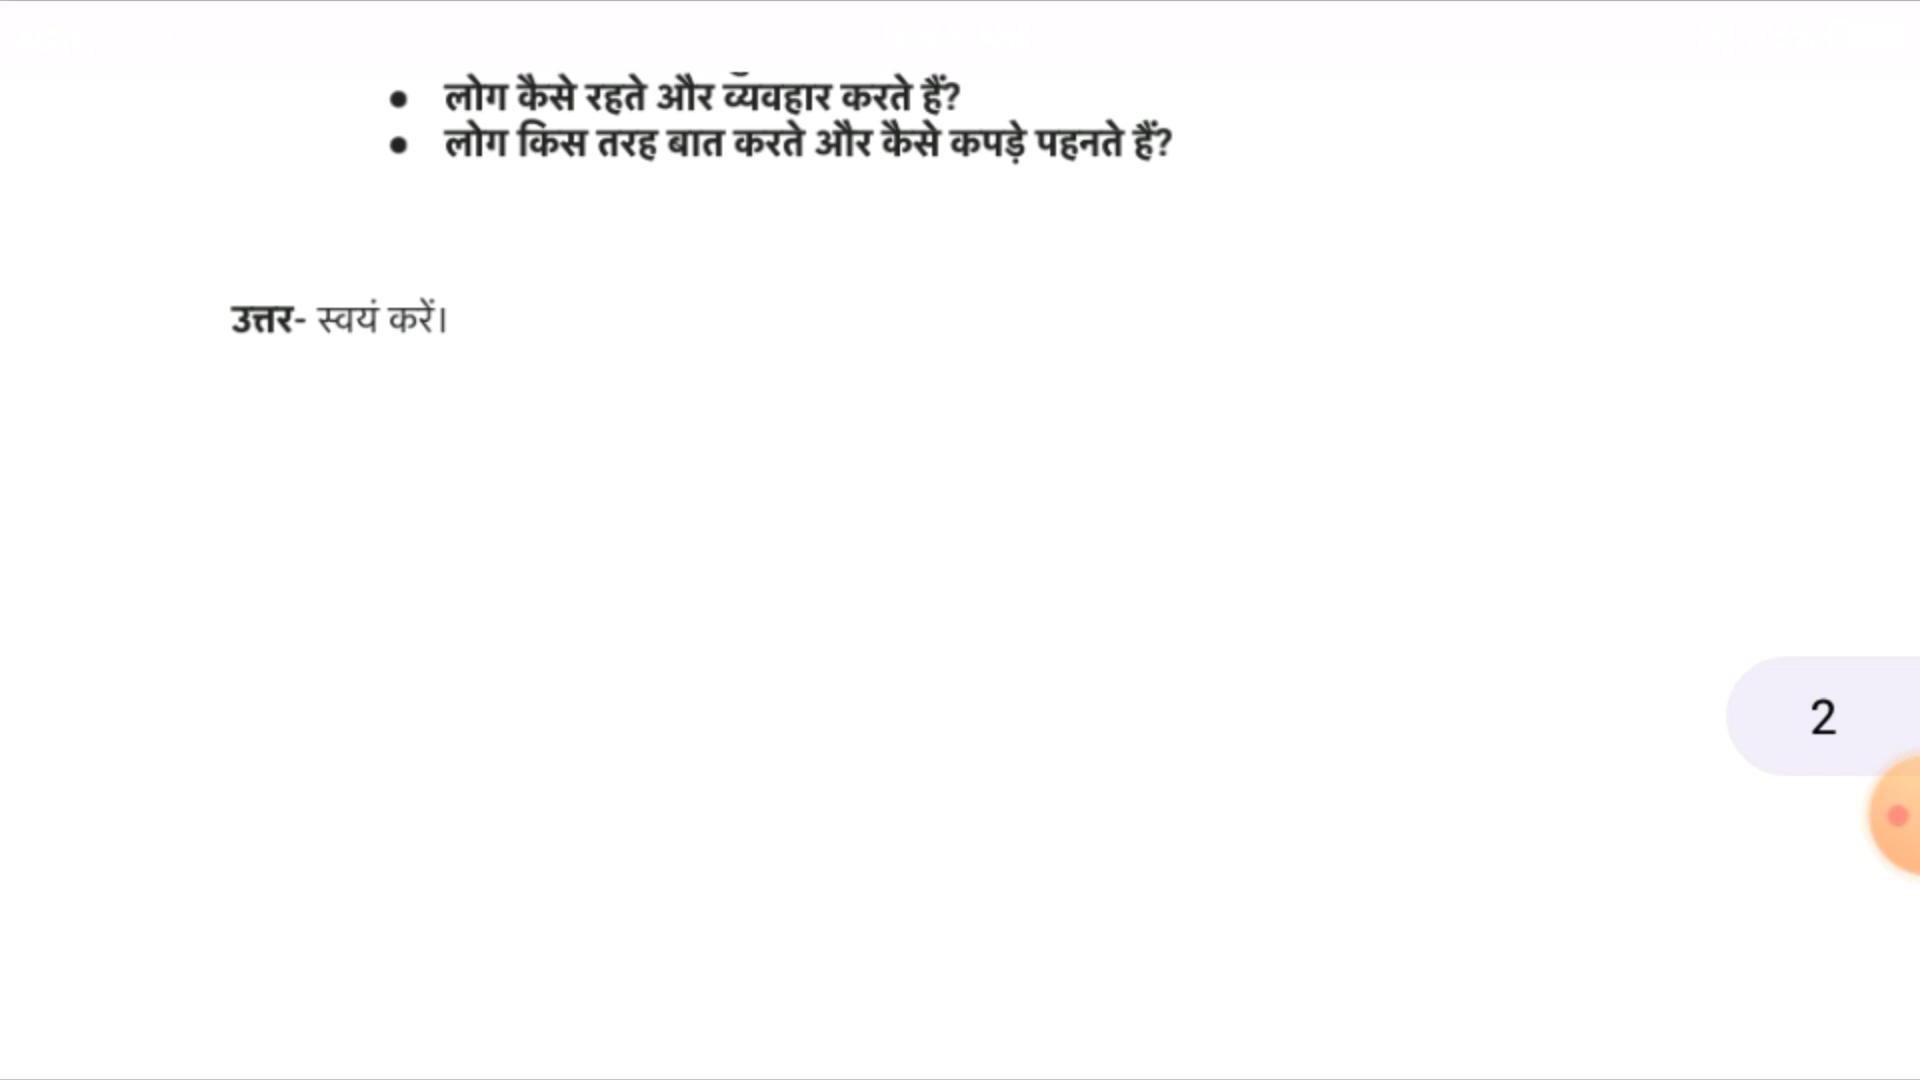 • लोग कैसे रहते और व्यवहार करते हैं?
• लोग किस तरह बात करते और कैसे कपड़े पहनते हैं?
उत्तर- स्वयं करें।
2